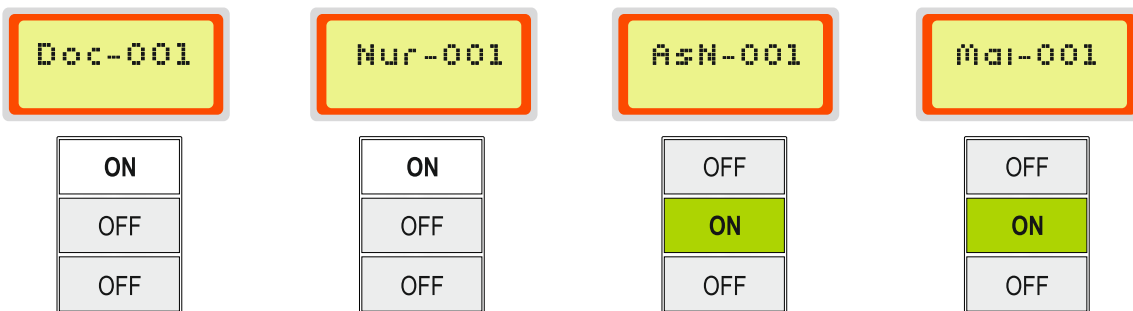 Doc-001 Nur-001 AsN-001 Mai-001
ON ON OFF OFF
OFF OFF ON ON
OFF OFF OFF OFF